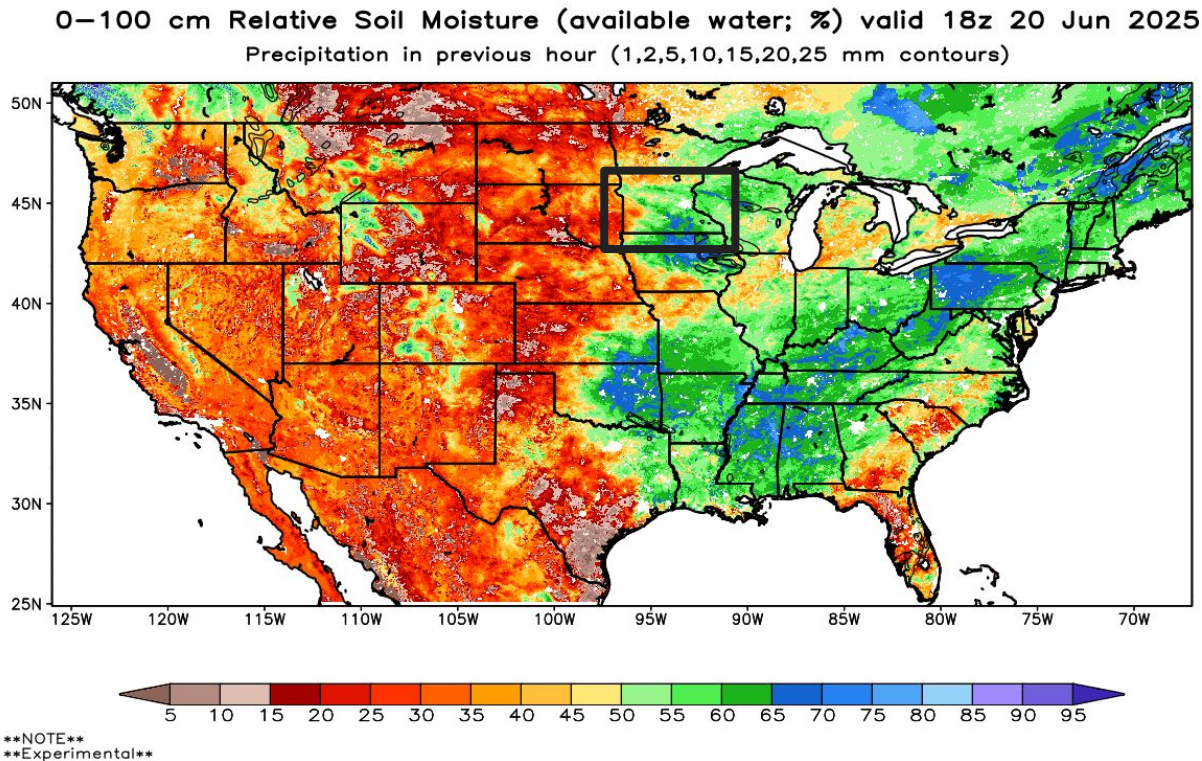 0-100 cm Relative Soil Moisture (available water; %) valid 18z 20 Jun 2025
Precipitation in previous hour (1,2,5,10,15,20,25 mm contours)
50N
45N
40N
35N
30N
25N
125W 120W 115W 110W 105W 100W 95W 90W 85W 80W 75W 70W
5 10 15 20 25 30 35 40 45 50 55 60 65 70 75 80 85 90 95
**NOTE**
**Experimental**